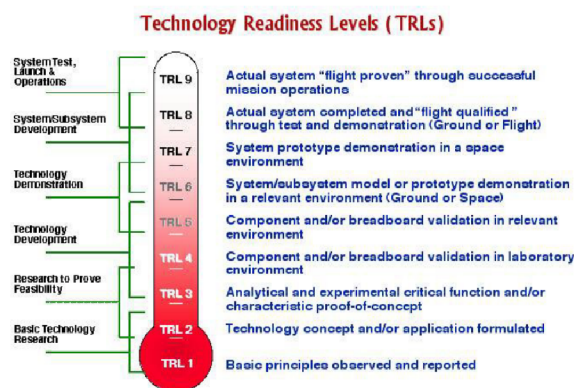 Technology Readiness Levels (TRLs)
System Test,
Launch &
Operations
System/Subsystem
Development
Technology
Demonstration
Technology
Development
Research to Prove
Feasibility
Basic Technology
Research
TRL 9
Actual system “flight proven” through successful
mission operations
TRL 8
Actual system completed and “flight qualified”
through test and demonstration (Ground or Flight)
TRL 7
System prototype demonstration in a space
environment
TRL 6
System/subsystem model or prototype demonstration
in a relevant environment (Ground or Space)
TRL 5
Component and/or breadboard validation in relevant
environment
TRL 4
Component and/or breadboard validation in laboratory
environment
TRL 3
Analytical and experimental critical function and/or
characteristic proof-of-concept
TRL 2
Technology concept and/or application formulated
TRL 1
Basic principles observed and reported